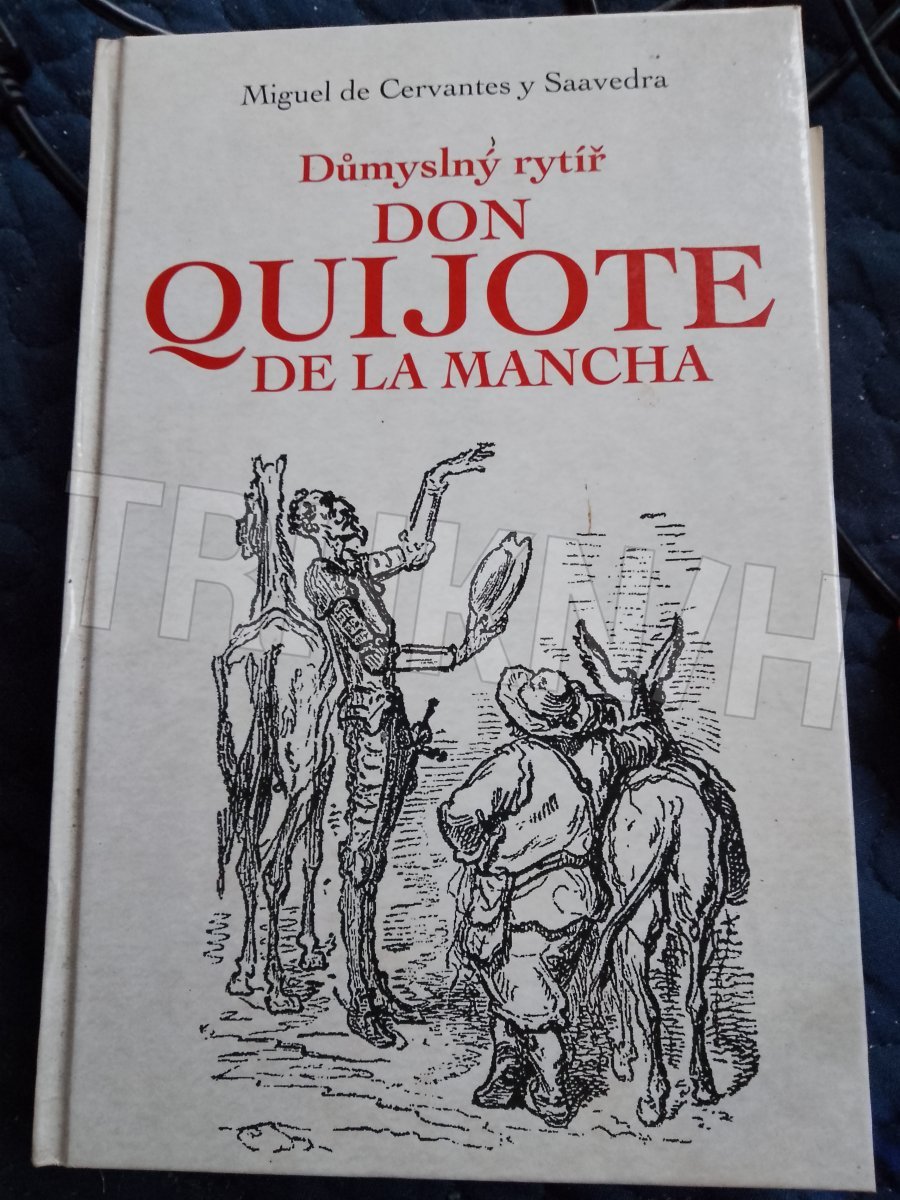 Miguel de Cervantes y Saavedra
Důmyslný rytíř
DON
QUIJOTE
DE LA MANCHA